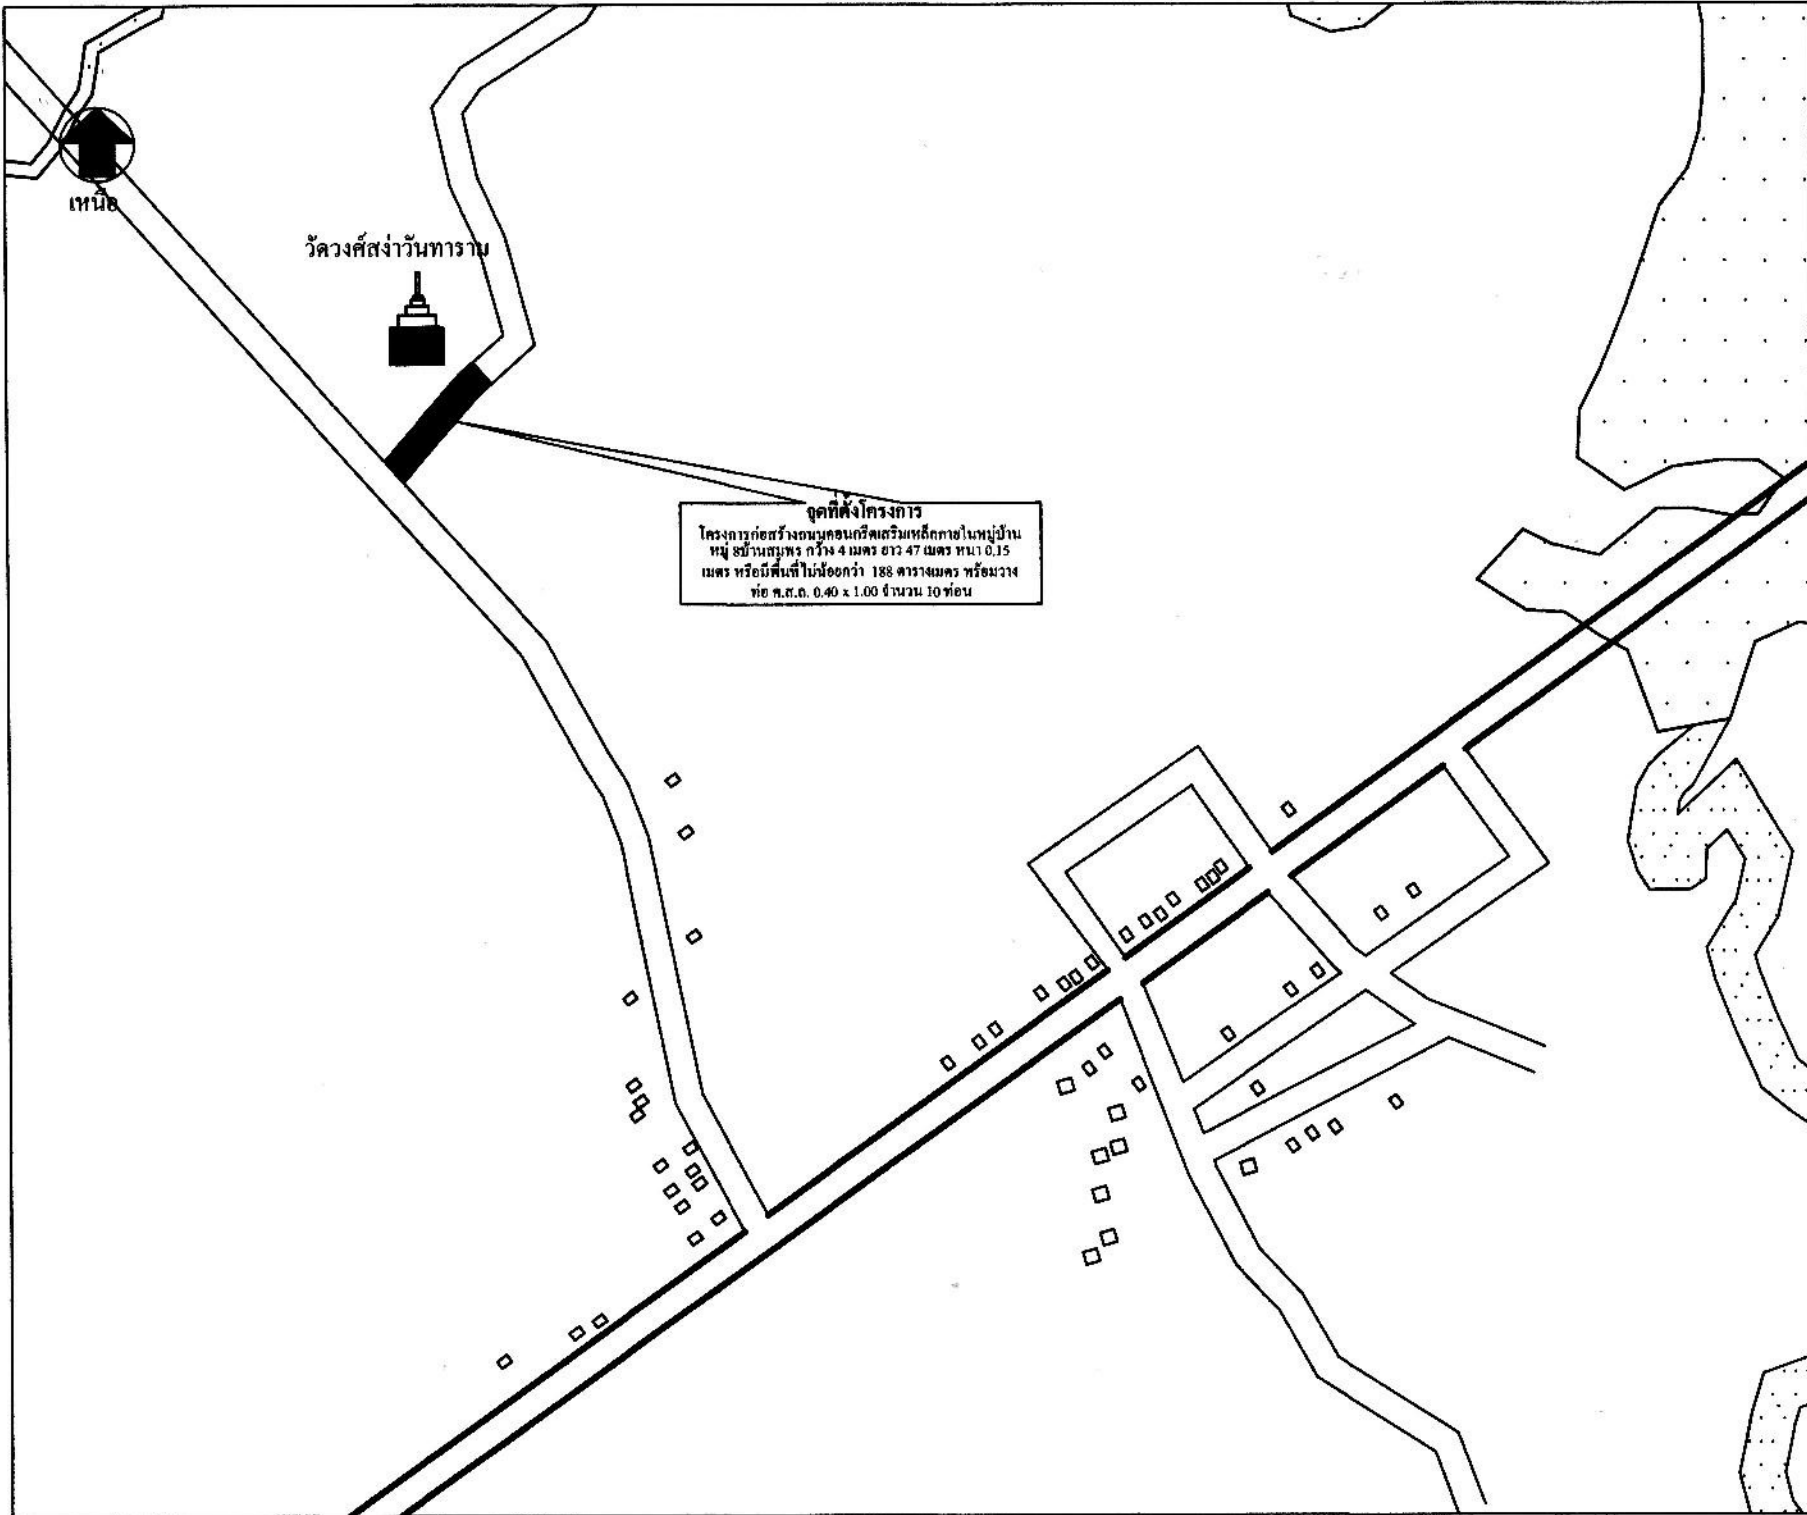 เหนือ
วัดวงศ์สง่าวันทาราม
จุดที่ตั้งโครงการ
โครงการก่อสร้างถนนคอนกรีตเสริมเหล็กภายในหมู่บ้าน
หมู่ 8บ้านสมพร กว้าง 4 เมตร ยาว 47 เมตร หนา 0.15
เมตร หรือมีพื้นที่ไม่น้อยกว่า 188 ตารางเมตร พร้อมวาง
ท่อ ค.ส.ล. 0.40 x 1.00 จำนวน 10 ท่อน